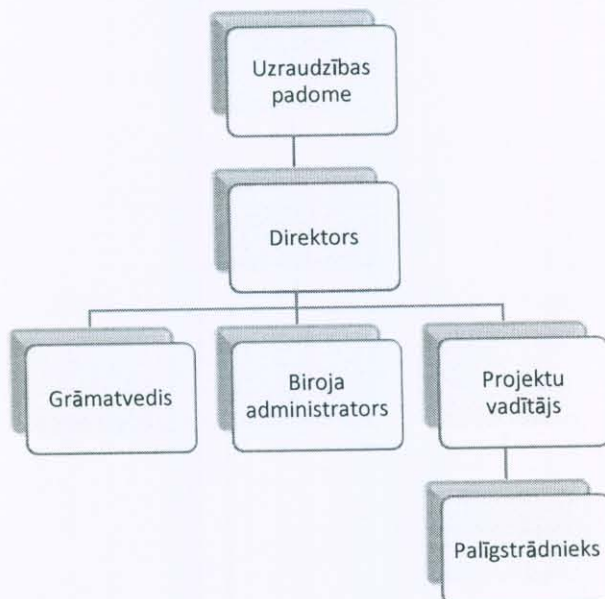 Uzraudzības
padome
Direktors
Grāmatvedis
Biroja
administrators
Projektu
vadītājs
Palīgstrādnieks